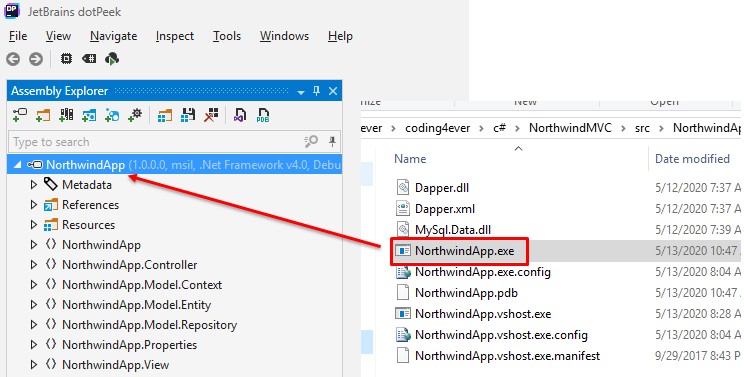 DP
JetBrains dotPeek
File View Navigate Inspect Tools Windows Help
Assembly Explorer
PDB
Type to search
NorthwindApp (1.0.0.0, msil, .Net Framework v4.0, Debu
Metadata
References
Resources
NorthwindApp
NorthwindApp.Controller
NorthwindApp.Model.Context
NorthwindApp.Model.Entity
NorthwindApp.Model.Repository
NorthwindApp.Properties
NorthwindApp.View
nize New Open Se
ever › coding4ever › c# › NorthwindMVC › src › NorthwindAp
Name Date modified
Dapper.dll 5/12/2020 7:37 A
Dapper.xml 5/12/2020 7:37 A
MySql.Data.dll 5/12/2020 7:39 A
NorthwindApp.exe 5/13/2020 10:47
NorthwindApp.exe.config 5/13/2020 8:04 A
NorthwindApp.pdb 5/13/2020 10:47
NorthwindApp.vshost.exe 5/13/2020 8:28 A
NorthwindApp.vshost.exe.config 5/13/2020 8:04 A
NorthwindApp.vshost.exe.manifest 9/29/2017 8:43 P